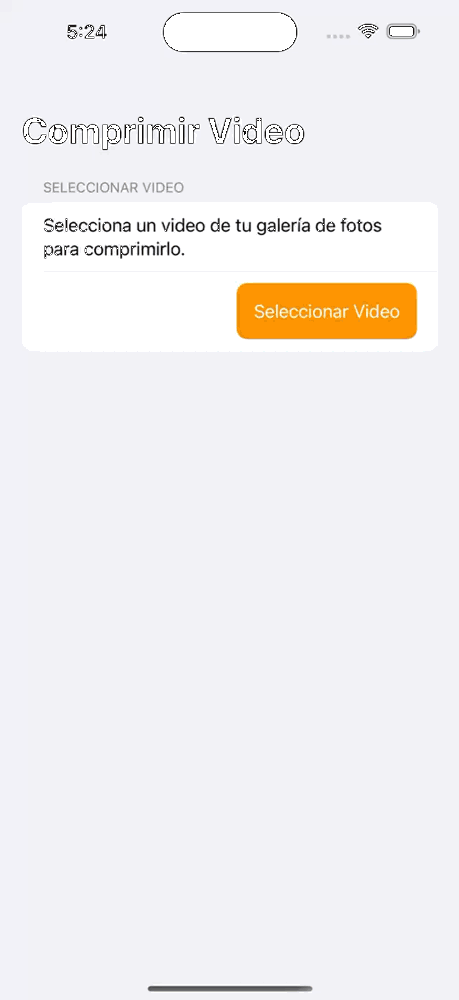 5:24
Comprimir Video
SELECCIONAR VIDEO
Selecciona un video de tu galería de fotos
para comprimirlo.
Seleccionar Video